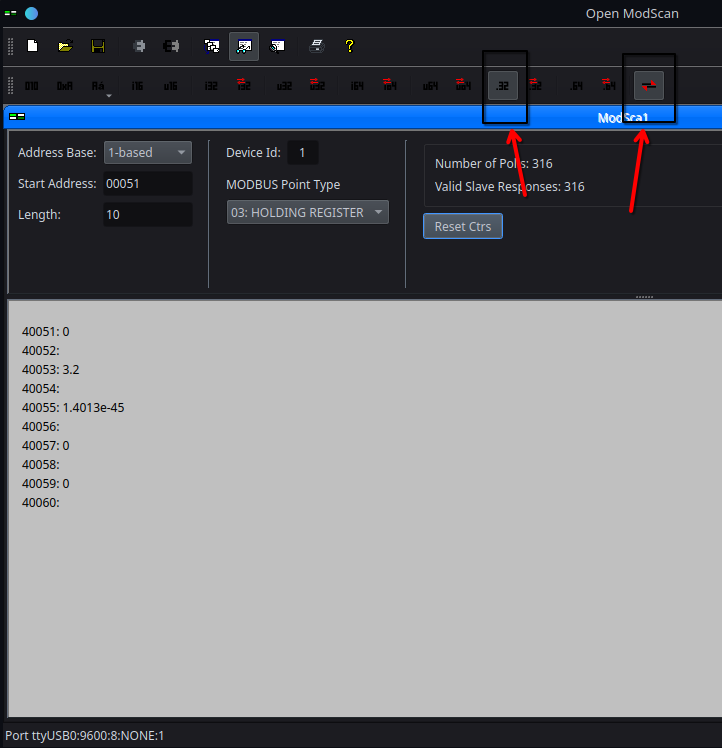 Open ModScan
010 0xA Aá i16 u16 i32 i32 u32 u32 i64 i64 u64 u64 .32 .32 .64 .64
ModSca1
Address Base: 1-based
Start Address: 00051
Length: 10
Device Id: 1
MODBUS Point Type
03: HOLDING REGISTER
Number of Polls: 316
Valid Slave Responses: 316
Reset Ctrs
40051: 0
40052:
40053: 3.2
40054:
40055: 1.4013e-45
40056:
40057: 0
40058:
40059: 0
40060:
Port ttyUSB0:9600:8:NONE:1